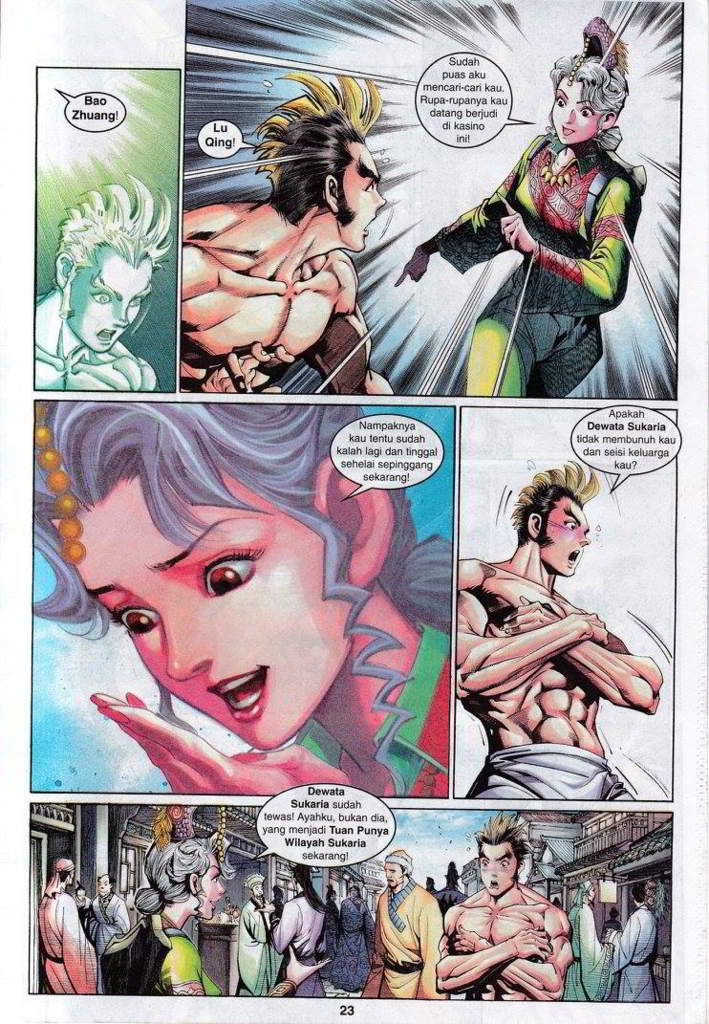 Bao
Zhuang!
Lu
Qing!
Sudah
puas aku
mencari-cari kau.
Rupa-rupanya kau
datang berjudi
di kasino
ini!
Nampaknya
kau tentu sudah
kalah lagi dan tinggal
sehelai sepinggang
sekarang!
Apakah
Dewata Sukaria
tidak membunuh kau
dan seisi keluarga
kau?
Dewata
Sukaria sudah
tewas! Ayahku, bukan dia,
yang menjadi Tuan Punya
Wilayah Sukaria
sekarang!
23